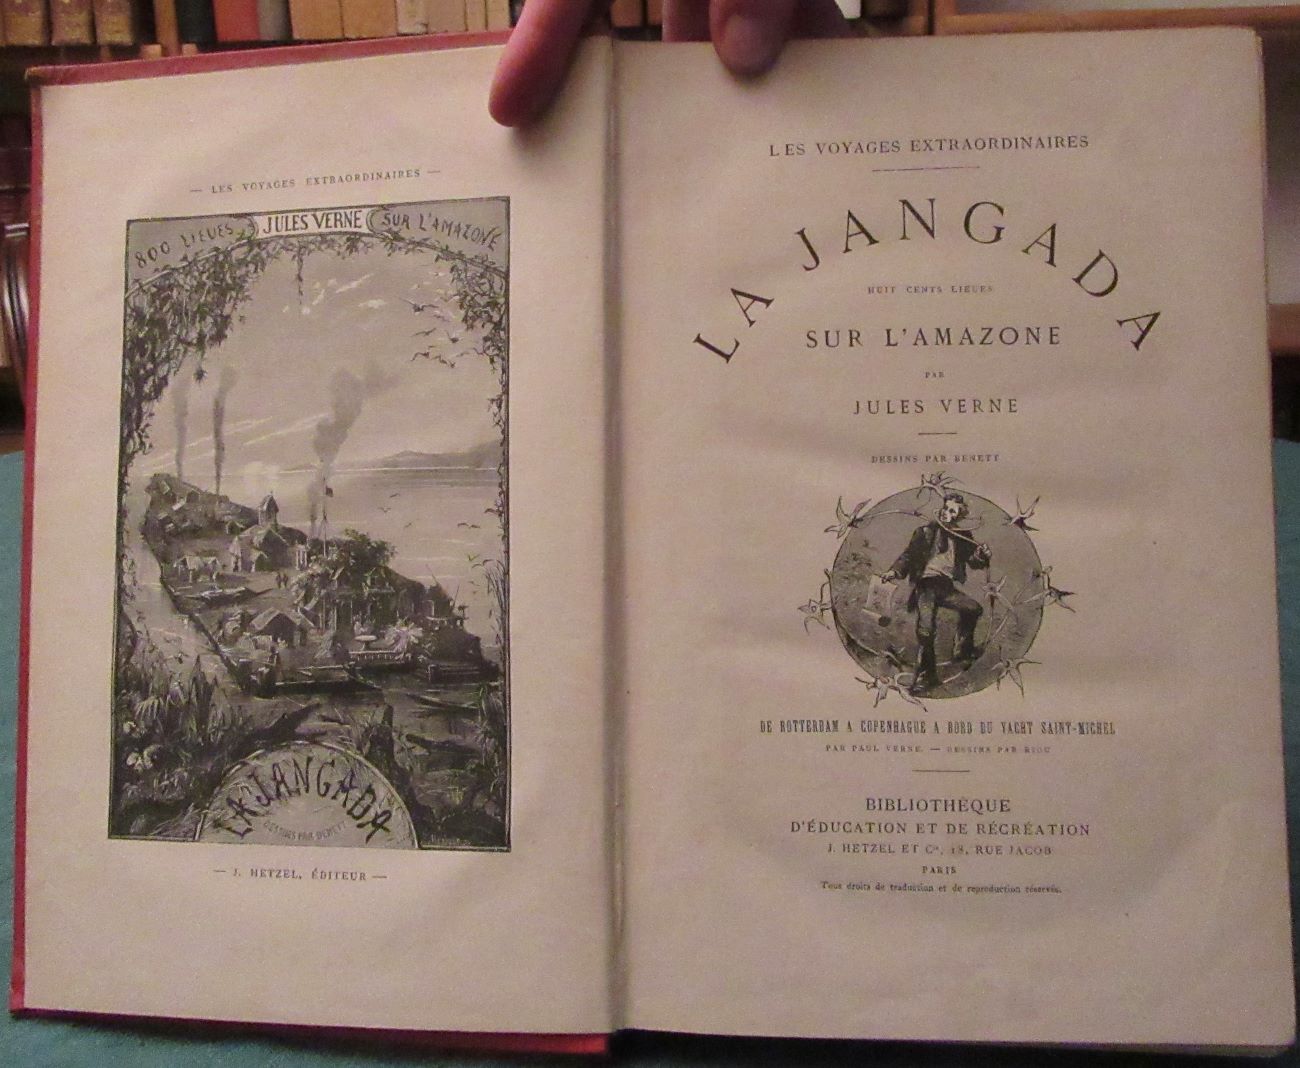 — LES VOYAGES EXTRAORDINAIRES —
800 LIEUES JULES VERNE SUR L'AMAZONE
LA JANGADA
DESSINS PAR BENETT
— J. HETZEL, ÉDITEUR —
LES VOYAGES EXTRAORDINAIRES
LA JANGADA
HUIT CENTS LIEUES
SUR L'AMAZONE
PAR
JULES VERNE
DESSINS PAR BENETT
DE ROTTERDAM A COPENHAGUE A BORD DU YACHT SAINT-MICHEL
PAR PAUL VERNE. — DESSINS PAR RIOU
BIBLIOTHÈQUE
D'ÉDUCATION ET DE RÉCRÉATION
J. HETZEL ET Cie, 18, RUE JACOB
PARIS
Tous droits de traduction et de reproduction réservés.